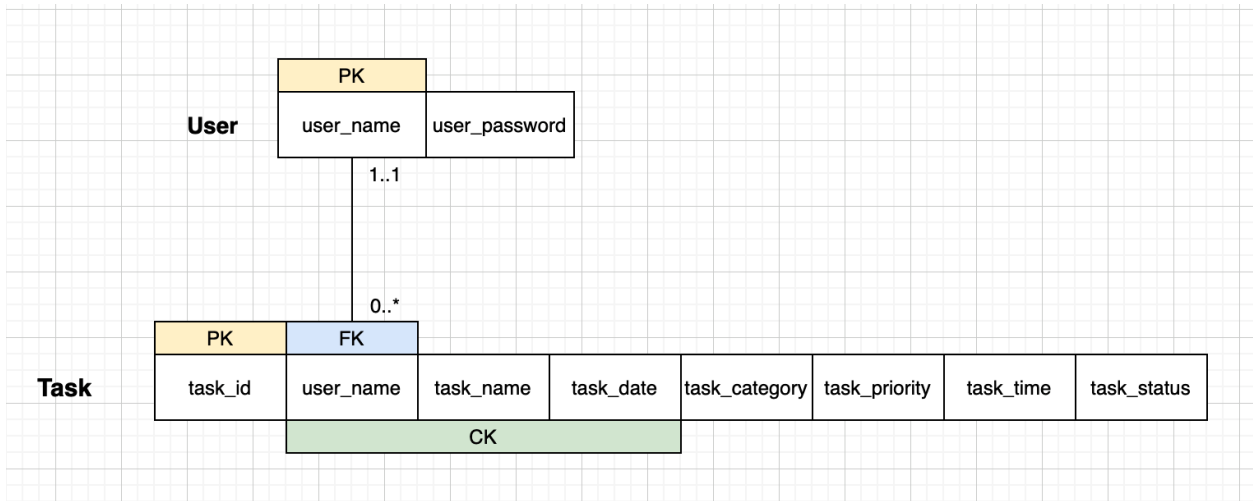 PK
User
user_name
user_password
1..1
0..*
PK
FK
Task
task_id
user_name
task_name
task_date
task_category
task_priority
task_time
task_status
CK